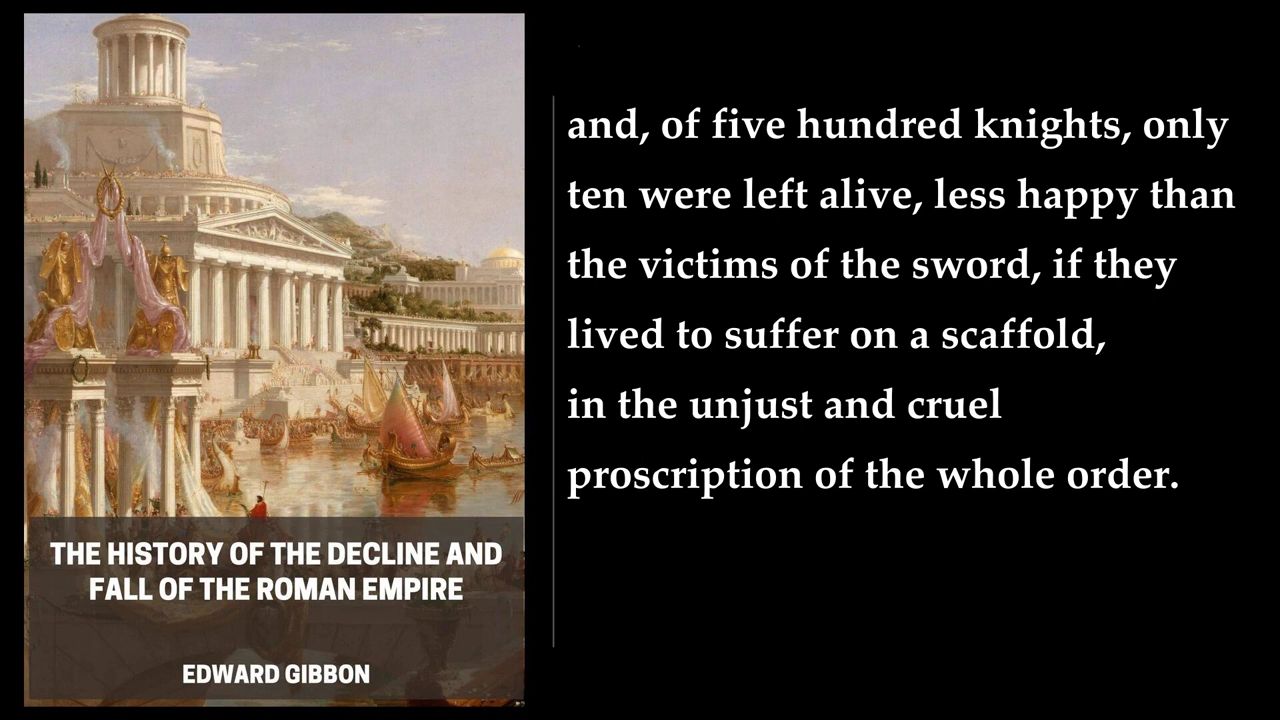 and, of five hundred knights, only
ten were left alive, less happy than
the victims of the sword, if they
lived to suffer on a scaffold,
in the unjust and cruel
proscription of the whole order.
THE HISTORY OF THE DECLINE AND
FALL OF THE ROMAN EMPIRE
EDWARD GIBBON